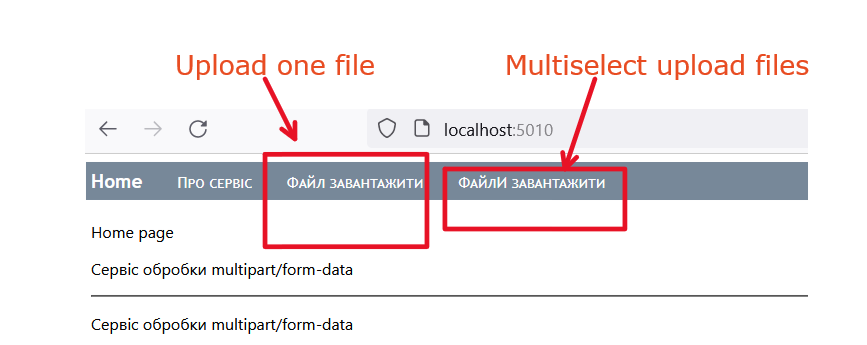 Upload one file
Multiselect upload files
localhost:5010
Home
Про сервіс
Файл завантажити
ФайлИ завантажити
Home page
Сервіс обробки multipart/form-data
Сервіс обробки multipart/form-data